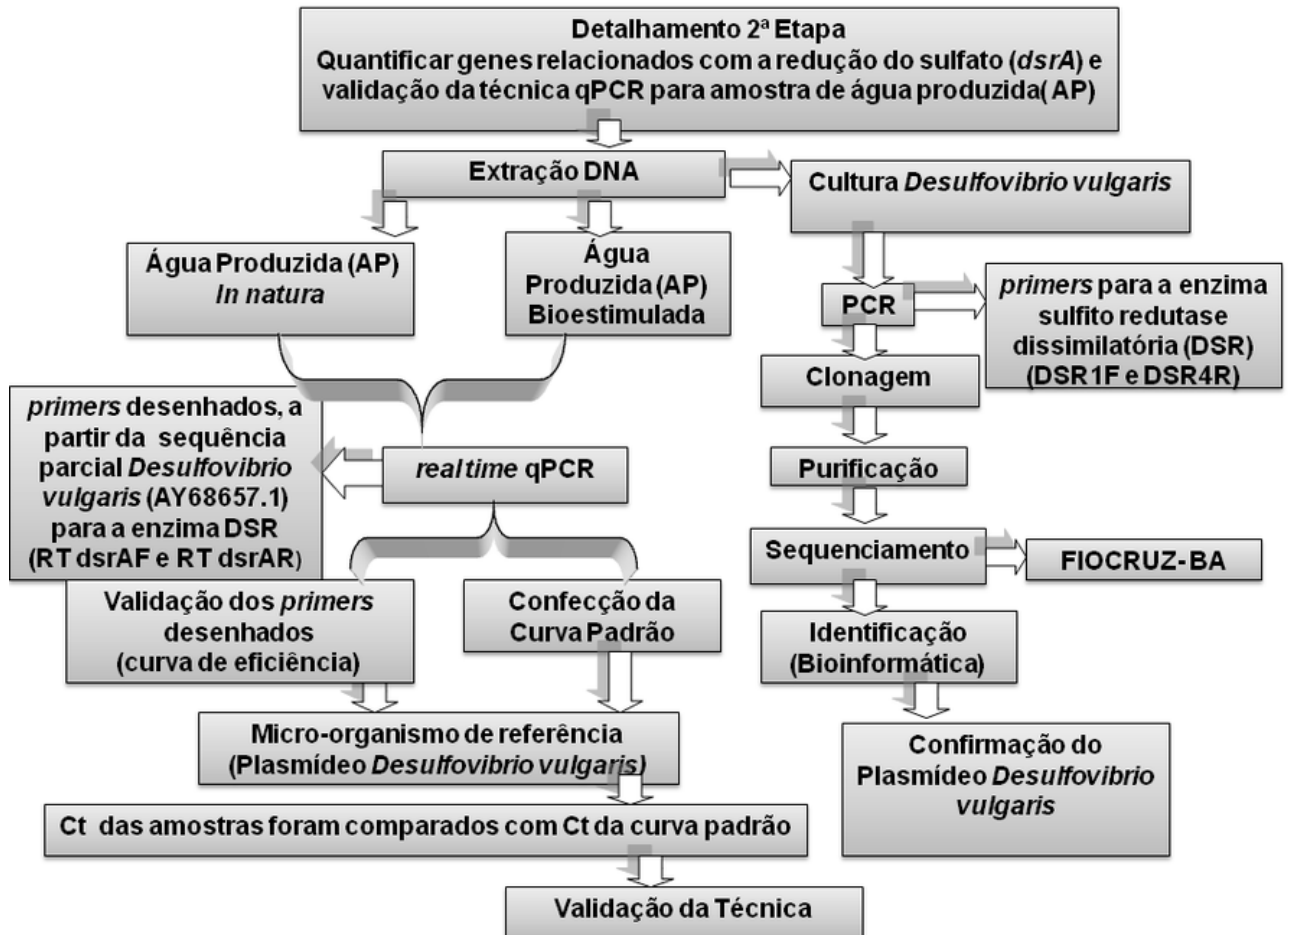 Detalhamento 2ª Etapa
Quantificar genes relacionados com a redução do sulfato (dsrA) e
validação da técnica qPCR para amostra de água produzida( AP)
Extração DNA
Cultura Desulfovibrio vulgaris
Água Produzida (AP)
In natura
Água
Produzida (AP)
Bioestimulada
PCR
primers para a enzima
sulfito redutase
dissimilatória (DSR)
(DSR1F e DSR4R)
Clonagem
primers desenhados, a
partir da sequência
parcial Desulfovibrio
vulgaris (AY68657.1)
para a enzima DSR
(RT dsrAF e RT dsrAR)
real time qPCR
Purificação
Sequenciamento
FIOCRUZ-BA
Validação dos primers
desenhados
(curva de eficiência)
Confecção da
Curva Padrão
Identificação
(Bioinformática)
Micro-organismo de referência
(Plasmídeo Desulfovibrio vulgaris)
Confirmação do
Plasmídeo Desulfovibrio
vulgaris
Ct das amostras foram comparados com Ct da curva padrão
Validação da Técnica